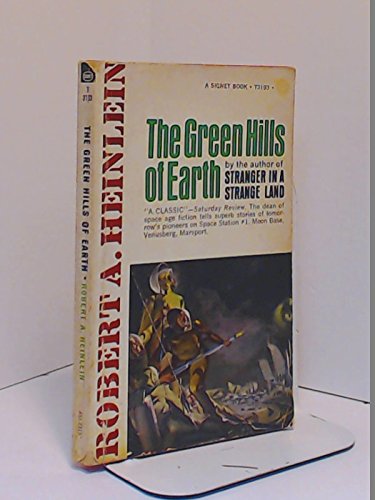 A SIGNET BOOK • T3193 •
The Green Hills
of Earth
by the author of
STRANGER IN A
STRANGE LAND
"A CLASSIC"—Saturday Review. The dean of
space age fiction tells superb stories of tomor-
row's pioneers on Space Station #1, Moon Base,
Venusberg, Marsport.
ROBERT A. HEINLEIN
T
3193
THE GREEN HILLS OF EARTH • ROBERT A. HEINLEIN